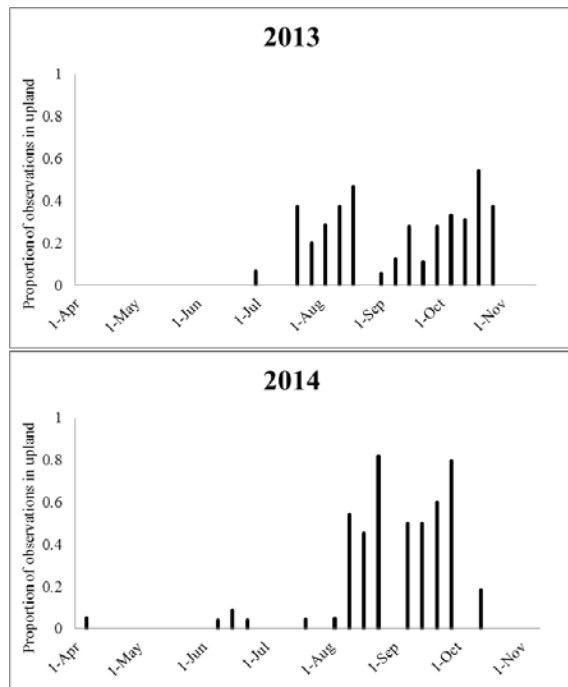 2013
Proportion of observations in upland
1
0.8
0.6
0.4
0.2
0
1-Apr
1-May
1-Jun
1-Jul
1-Aug
1-Sep
1-Oct
1-Nov
2014
Proportion of observations in upland
1
0.8
0.6
0.4
0.2
0
1-Apr
1-May
1-Jun
1-Jul
1-Aug
1-Sep
1-Oct
1-Nov